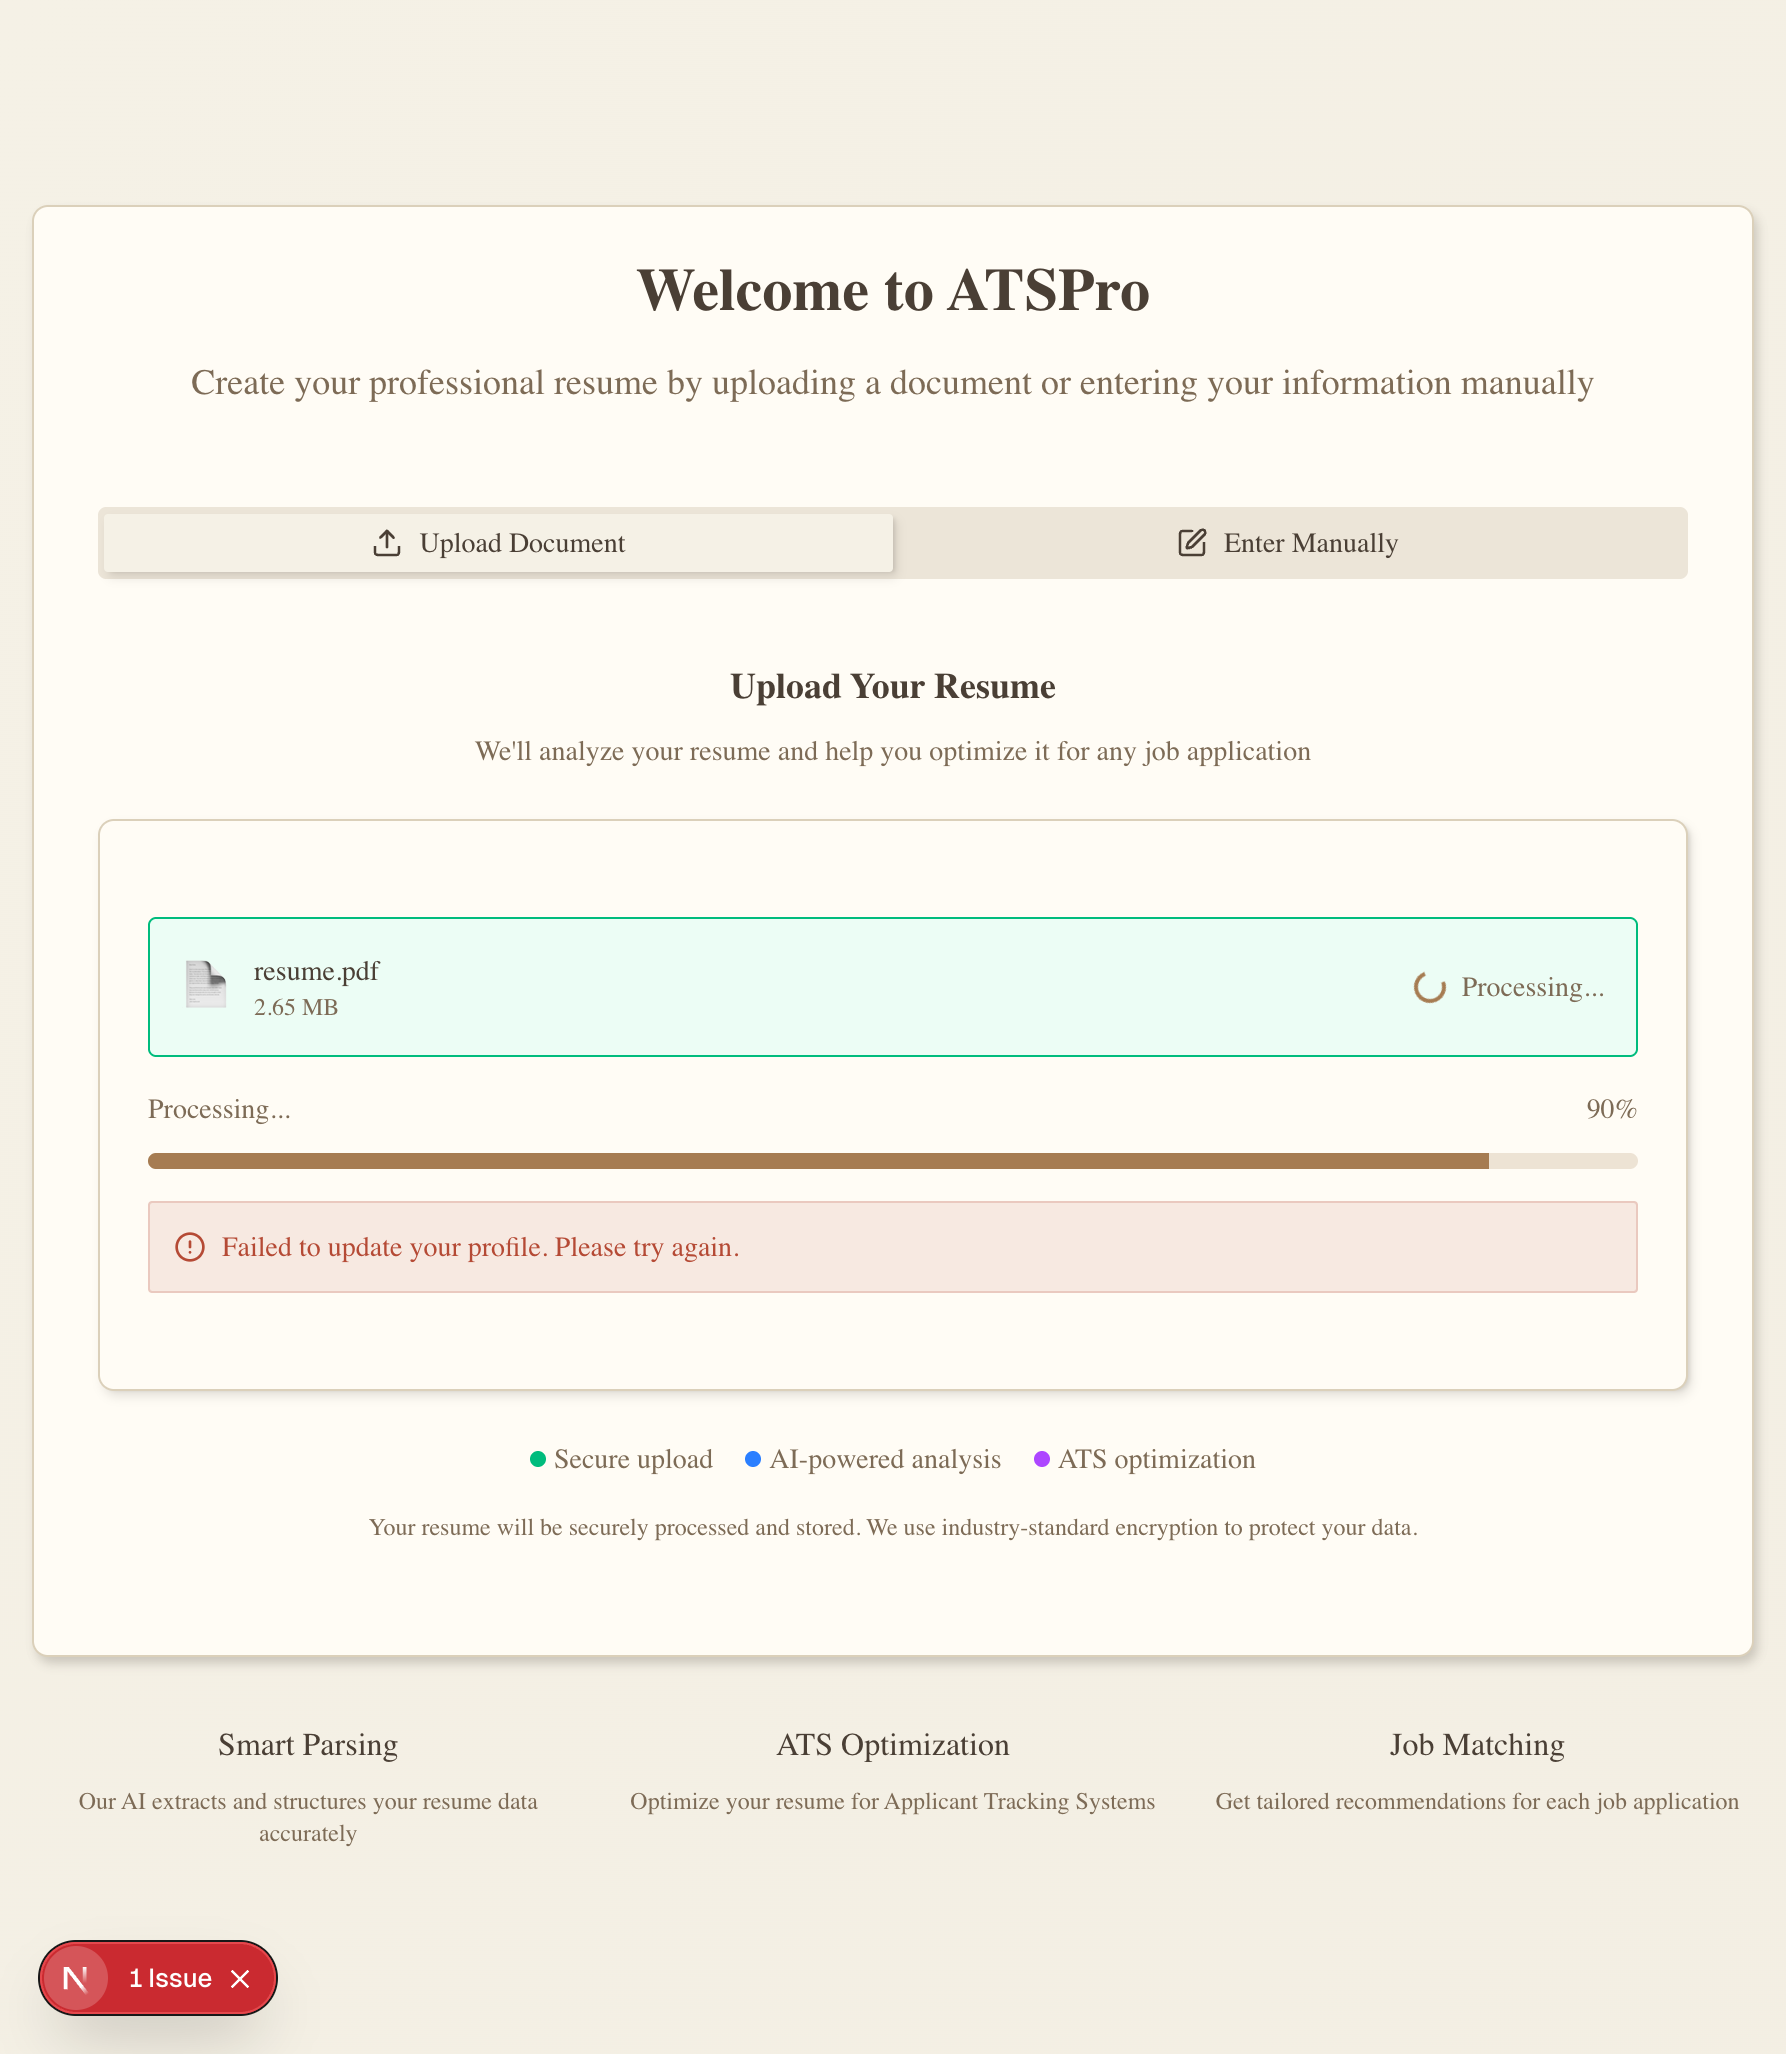 Welcome to ATSPro
Create your professional resume by uploading a document or entering your information manually
Upload Document
Enter Manually
Upload Your Resume
We'll analyze your resume and help you optimize it for any job application
resume.pdf
2.65 MB
Processing...
Processing...
90%
Failed to update your profile. Please try again.
Secure upload
AI-powered analysis
ATS optimization
Your resume will be securely processed and stored. We use industry-standard encryption to protect your data.
Smart Parsing
Our AI extracts and structures your resume data
accurately
ATS Optimization
Optimize your resume for Applicant Tracking Systems
Job Matching
Get tailored recommendations for each job application
N
1 Issue